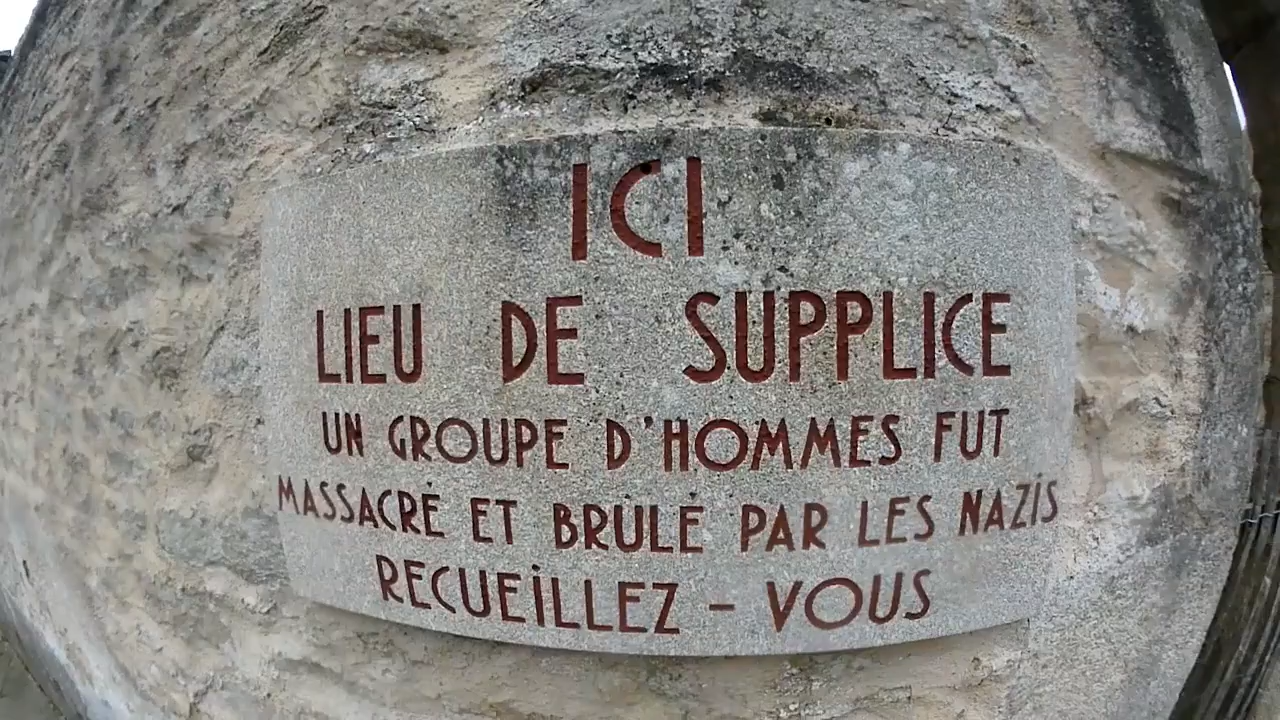 ICI
LIEU DE SUPPLICE
UN GROUPE D'HOMMES FUT
MASSACRÉ ET BRULÉ PAR LES NAZIS
RECUEILLEZ - VOUS